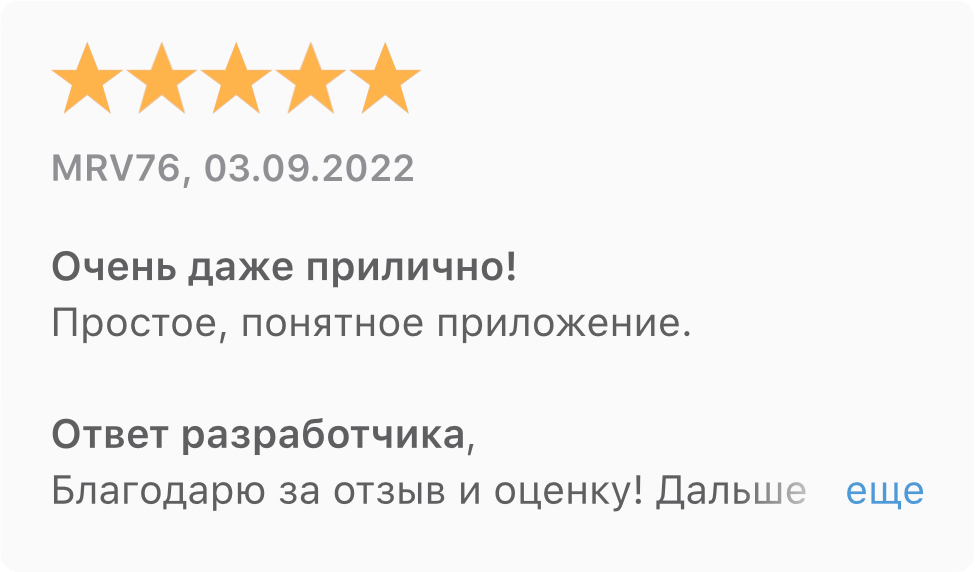 MRV76, 03.09.2022
Очень даже прилично!
Простое, понятное приложение.
Ответ разработчика,
Благодарю за отзыв и оценку! Дальше еще